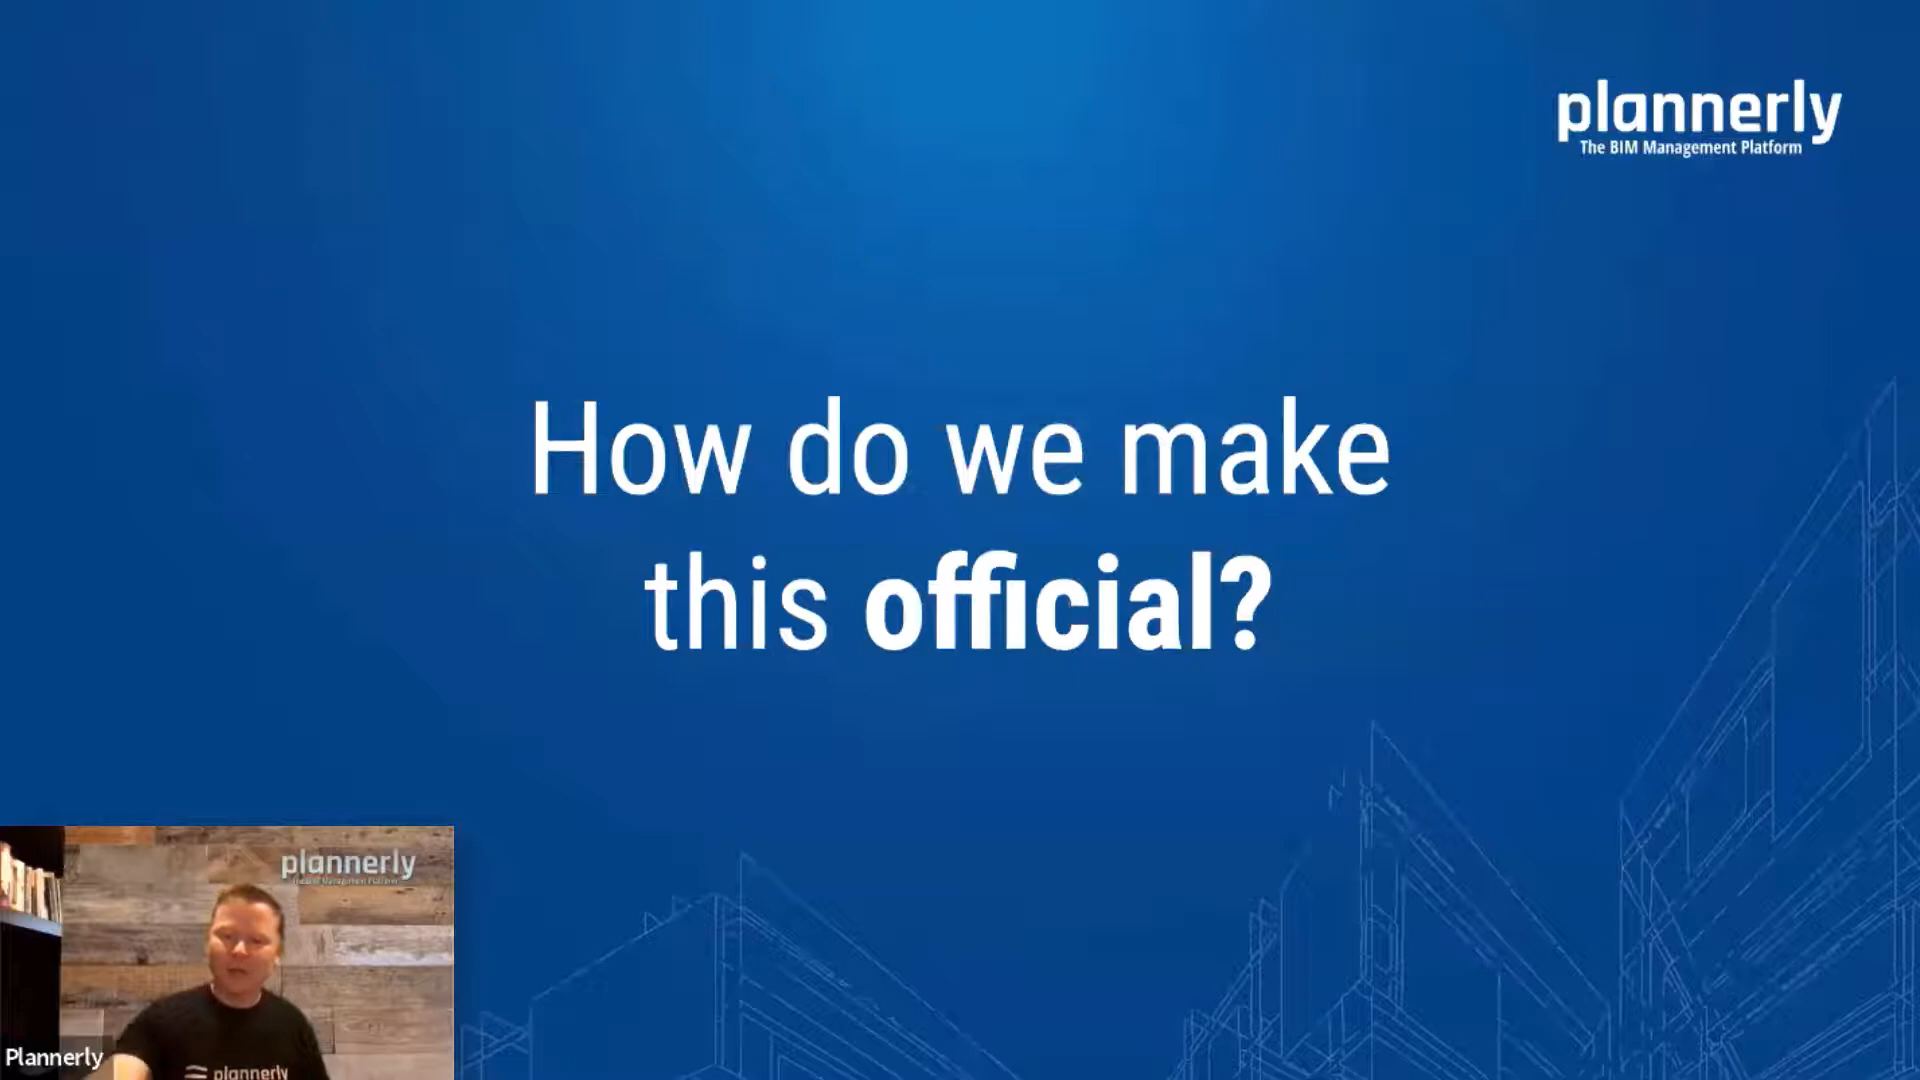 plannerly
The BIM Management Platform
How do we make
this official?
plannerly
Plannerly
plannerly